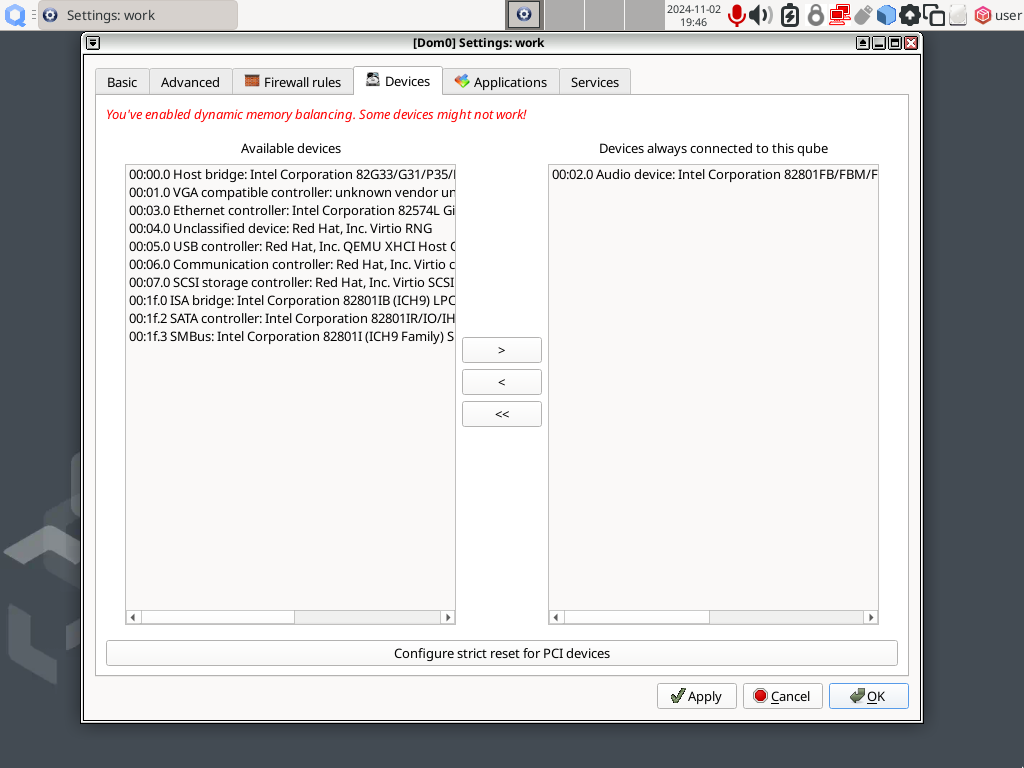 Settings: work
2024-11-02
19:46
user
[Dom0] Settings: work
Basic
Advanced
Firewall rules
Devices
Applications
Services
You've enabled dynamic memory balancing. Some devices might not work!
Available devices
Devices always connected to this qube
00:00.0 Host bridge: Intel Corporation 82G33/G31/P35/
00:01.0 VGA compatible controller: unknown vendor un
00:03.0 Ethernet controller: Intel Corporation 82574L Gi
00:04.0 Unclassified device: Red Hat, Inc. Virtio RNG
00:05.0 USB controller: Red Hat, Inc. QEMU XHCI Host
00:06.0 Communication controller: Red Hat, Inc. Virtio c
00:07.0 SCSI storage controller: Red Hat, Inc. Virtio SCSI
00:1f.0 ISA bridge: Intel Corporation 82801IB (ICH9) LPC
00:1f.2 SATA controller: Intel Corporation 82801IR/IO/IH
00:1f.3 SMBus: Intel Corporation 82801I (ICH9 Family) S
00:02.0 Audio device: Intel Corporation 82801FB/FBM/F
>
<
<<
Configure strict reset for PCI devices
Apply
Cancel
OK